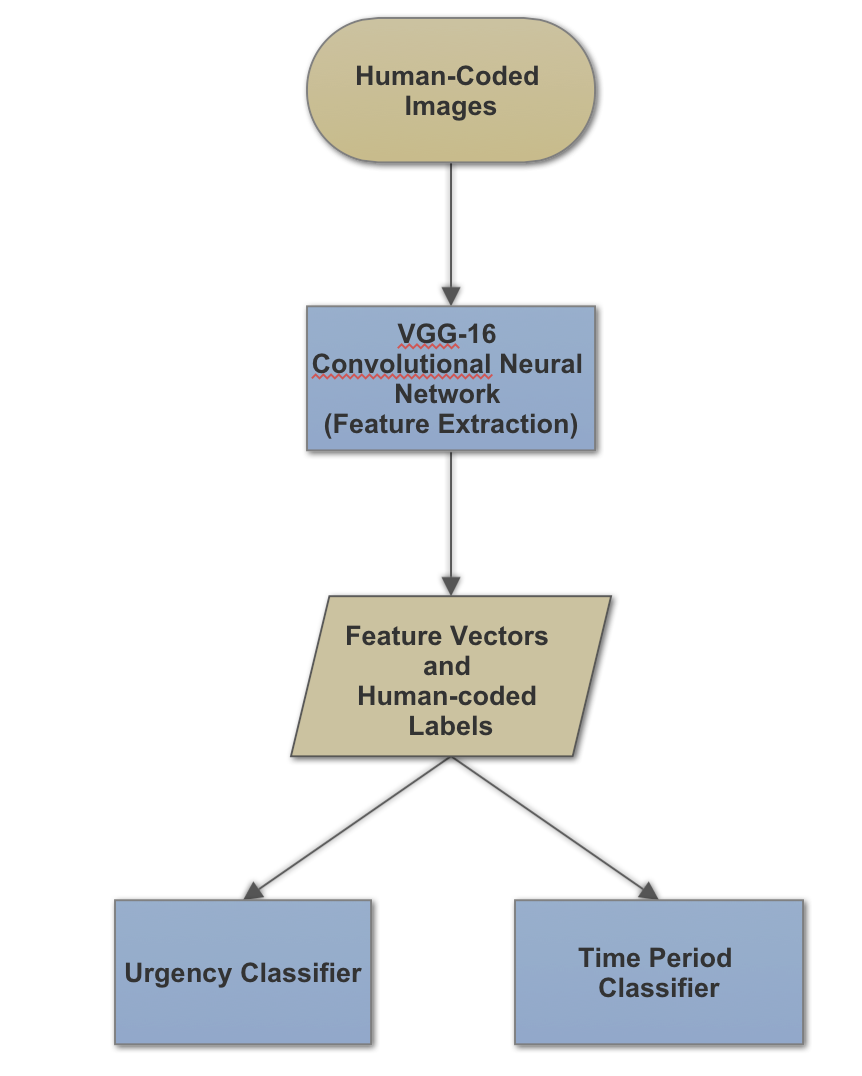 Human-Coded
Images
VGG-16
Convolutional Neural
Network
(Feature Extraction)
Feature Vectors
and
Human-coded
Labels
Urgency Classifier
Time Period
Classifier